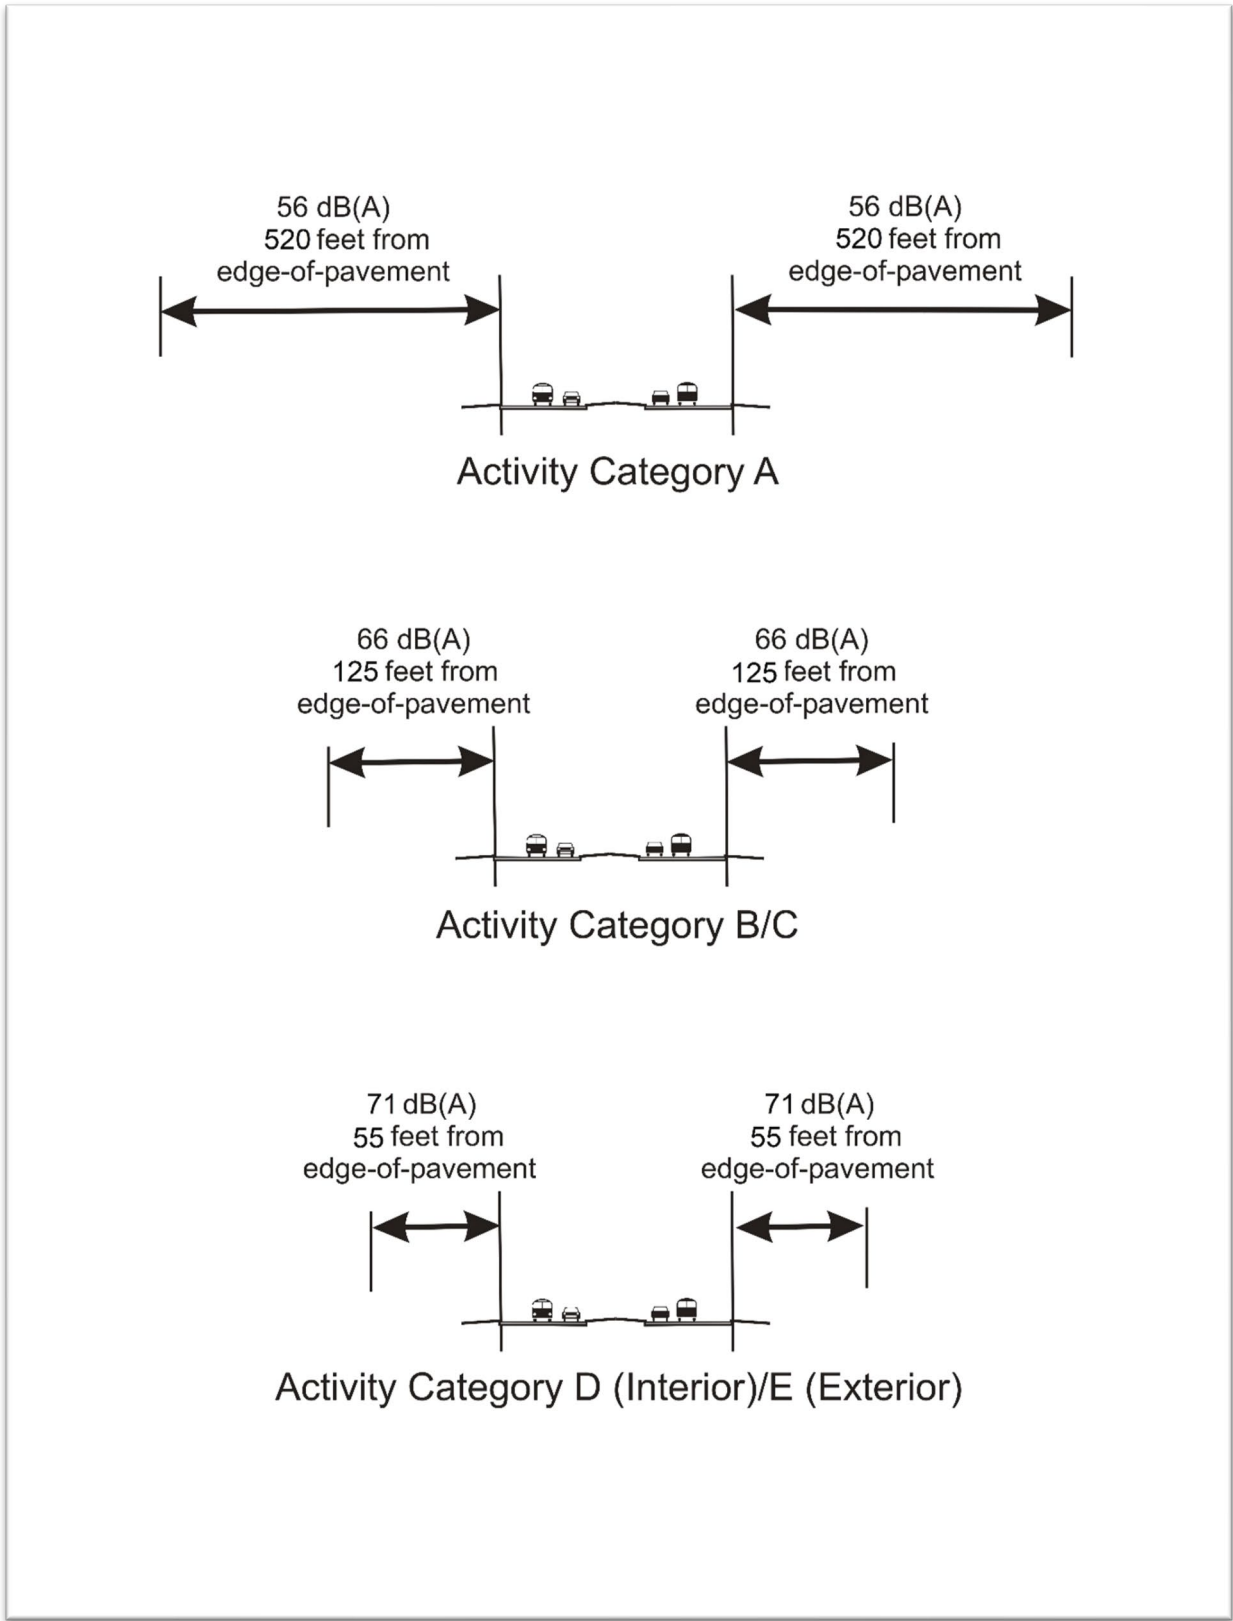 56 dB(A)
520 feet from
edge-of-pavement
56 dB(A)
520 feet from
edge-of-pavement
Activity Category A
66 dB(A)
125 feet from
edge-of-pavement
66 dB(A)
125 feet from
edge-of-pavement
Activity Category B/C
71 dB(A)
55 feet from
edge-of-pavement
71 dB(A)
55 feet from
edge-of-pavement
Activity Category D (Interior)/E (Exterior)